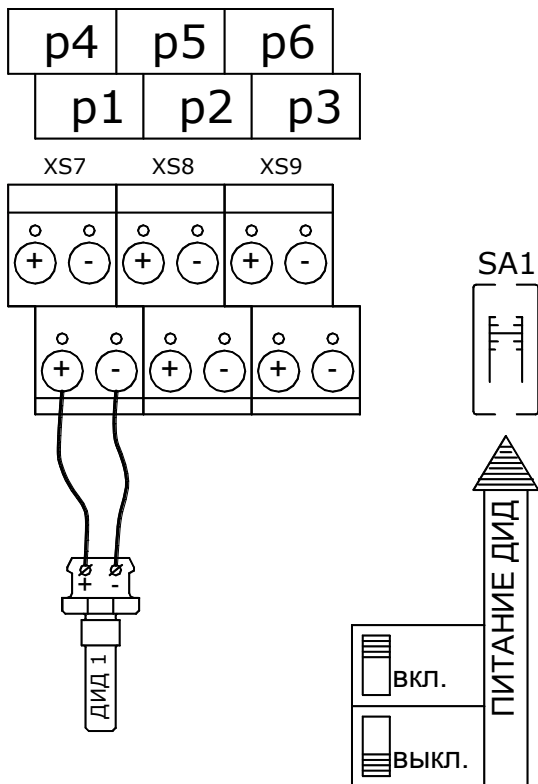 p4 p5 p6
p1 p2 p3
XS7 XS8 XS9
+ - + - + -
SA1
+ - + - + -
+ -
ДИД 1
ПИТАНИЕ ДИД
ВКЛ.
ВЫКЛ.